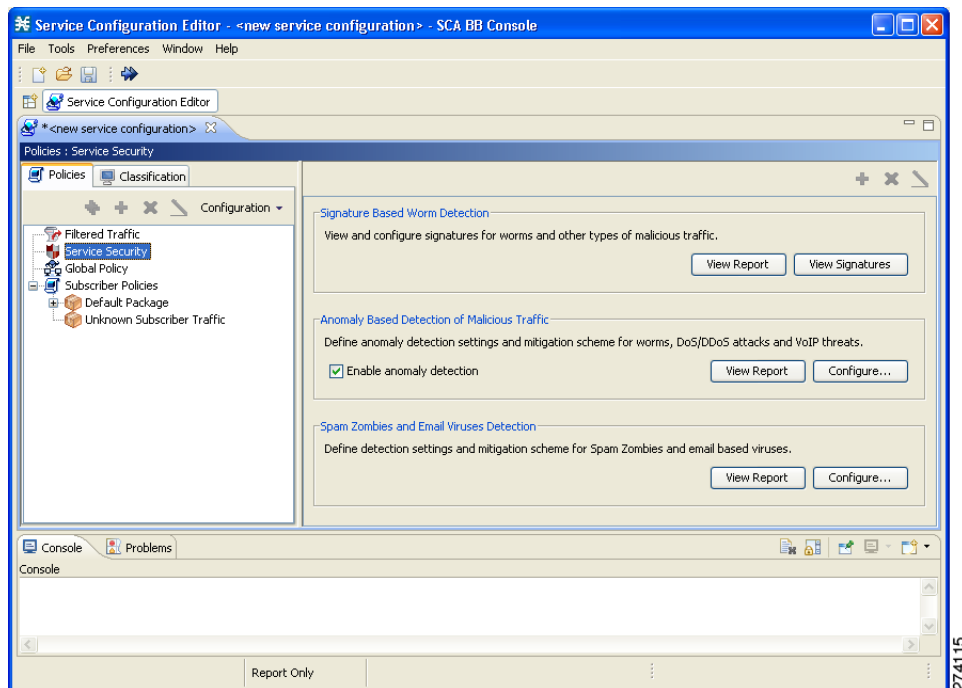 Service Configuration Editor - <new service configuration> - SCA BB Console
File Tools Preferences Window Help
Service Configuration Editor
*<new service configuration>
Policies : Service Security
Policies Classification
Configuration
Filtered Traffic
Service Security
Global Policy
Subscriber Policies
Default Package
Unknown Subscriber Traffic
Signature Based Worm Detection
View and configure signatures for worms and other types of malicious traffic.
View Report View Signatures
Anomaly Based Detection of Malicious Traffic
Define anomaly detection settings and mitigation scheme for worms, DoS/DDoS attacks and VoIP threats.
Enable anomaly detection View Report Configure...
Spam Zombies and Email Viruses Detection
Define detection settings and mitigation scheme for Spam Zombies and email based viruses.
View Report Configure...
Console Problems
Console
Report Only
274115